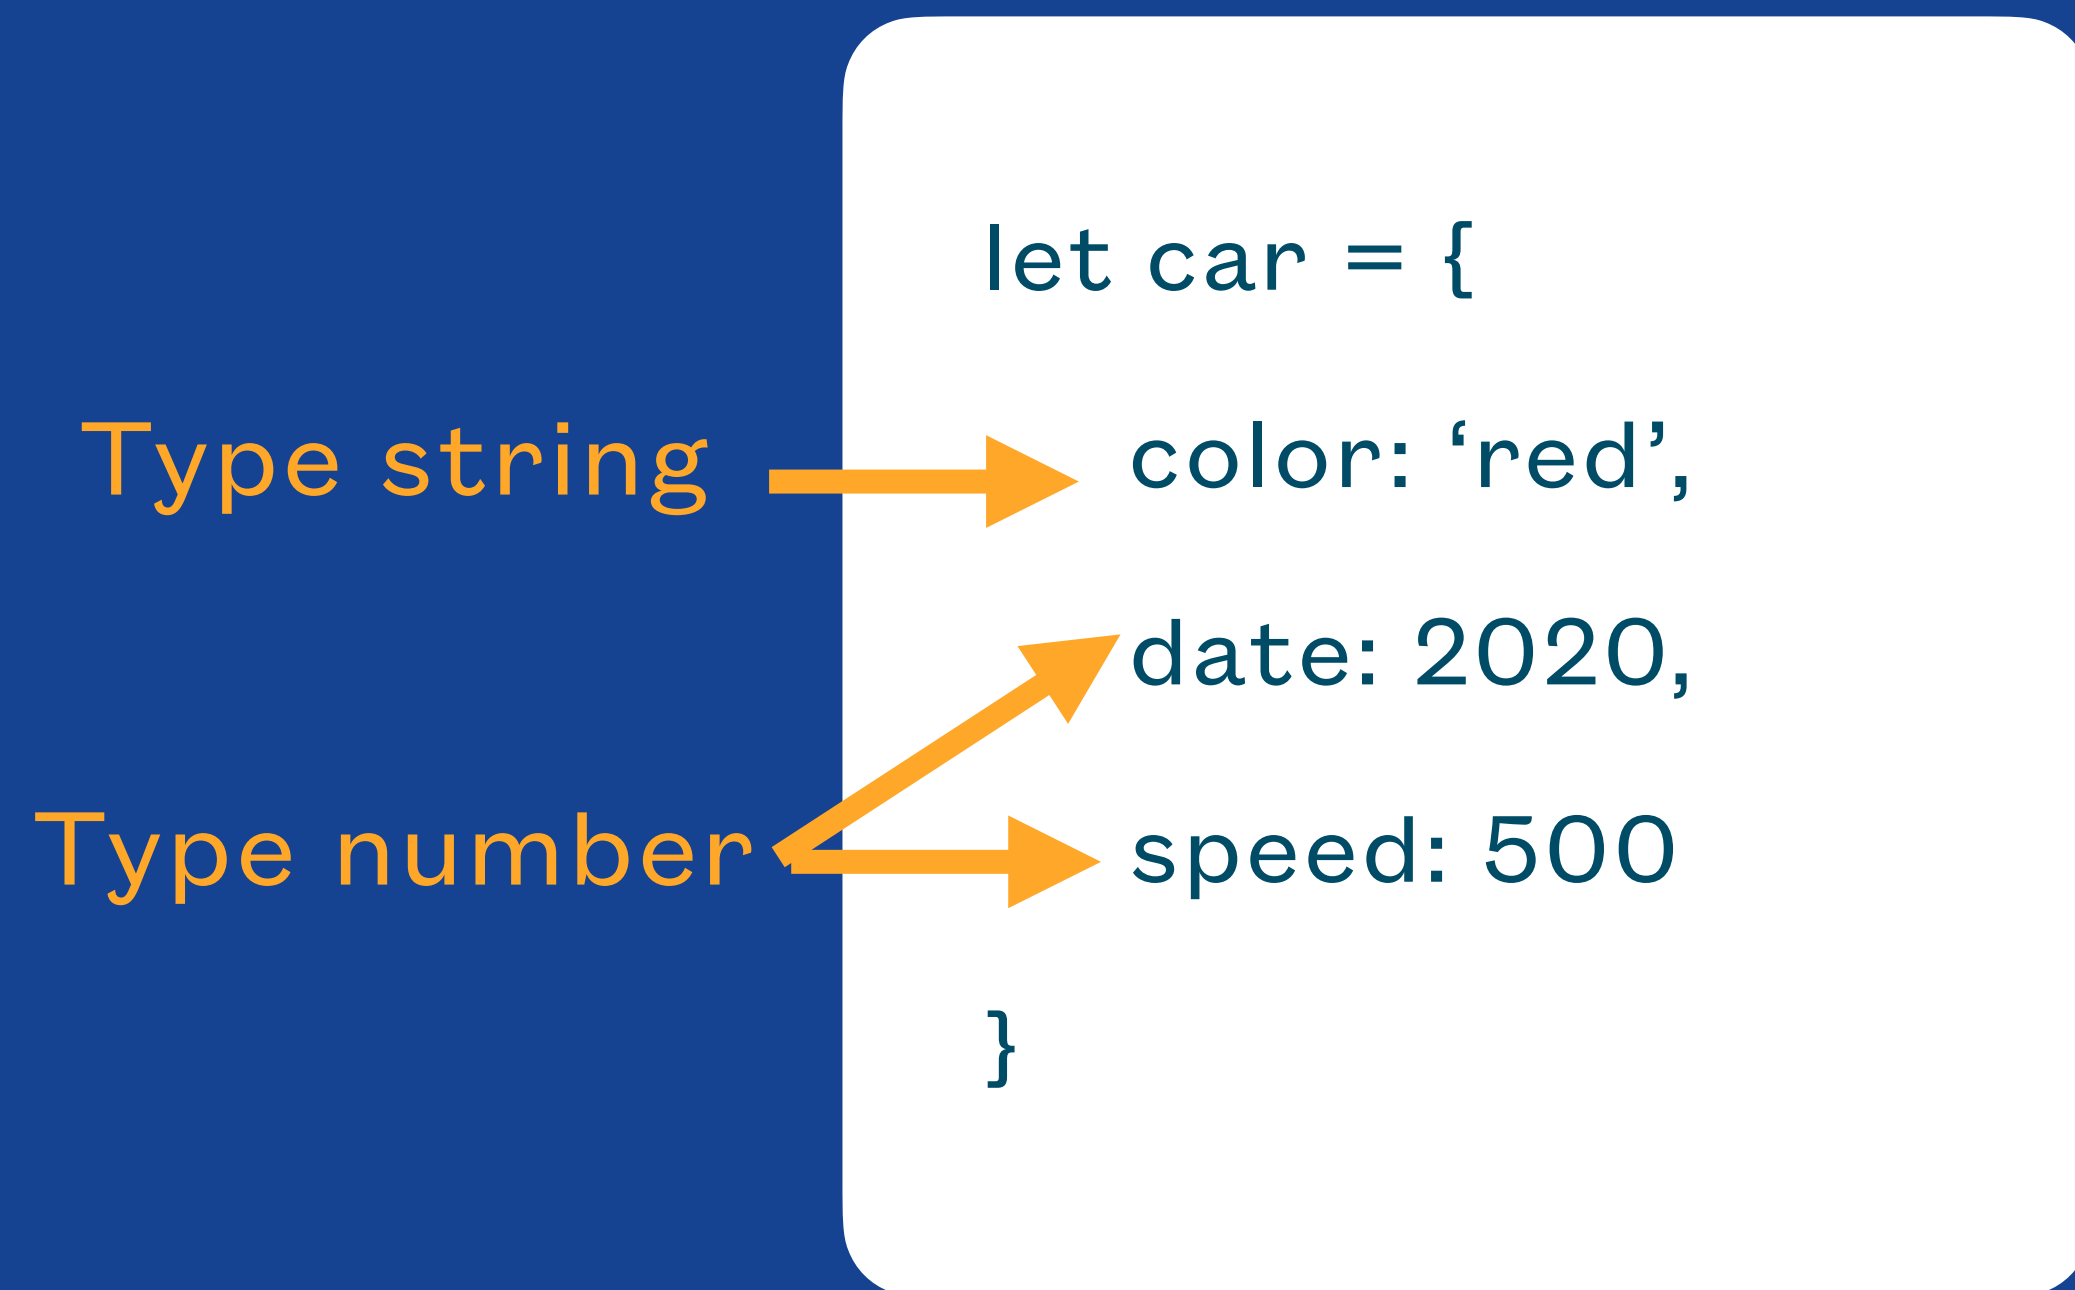 let car = {
Type string
color: ‘red’,
date: 2020,
Type number
speed: 500
}